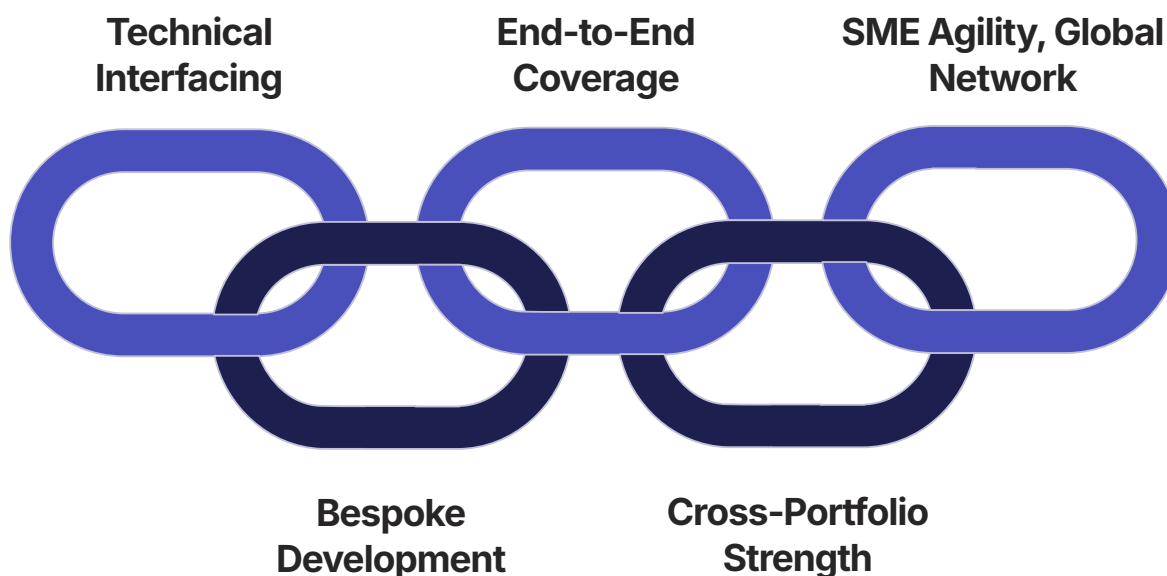 Technical
Interfacing
End-to-End
Coverage
SME Agility, Global
Network
Bespoke
Development
Cross-Portfolio
Strength